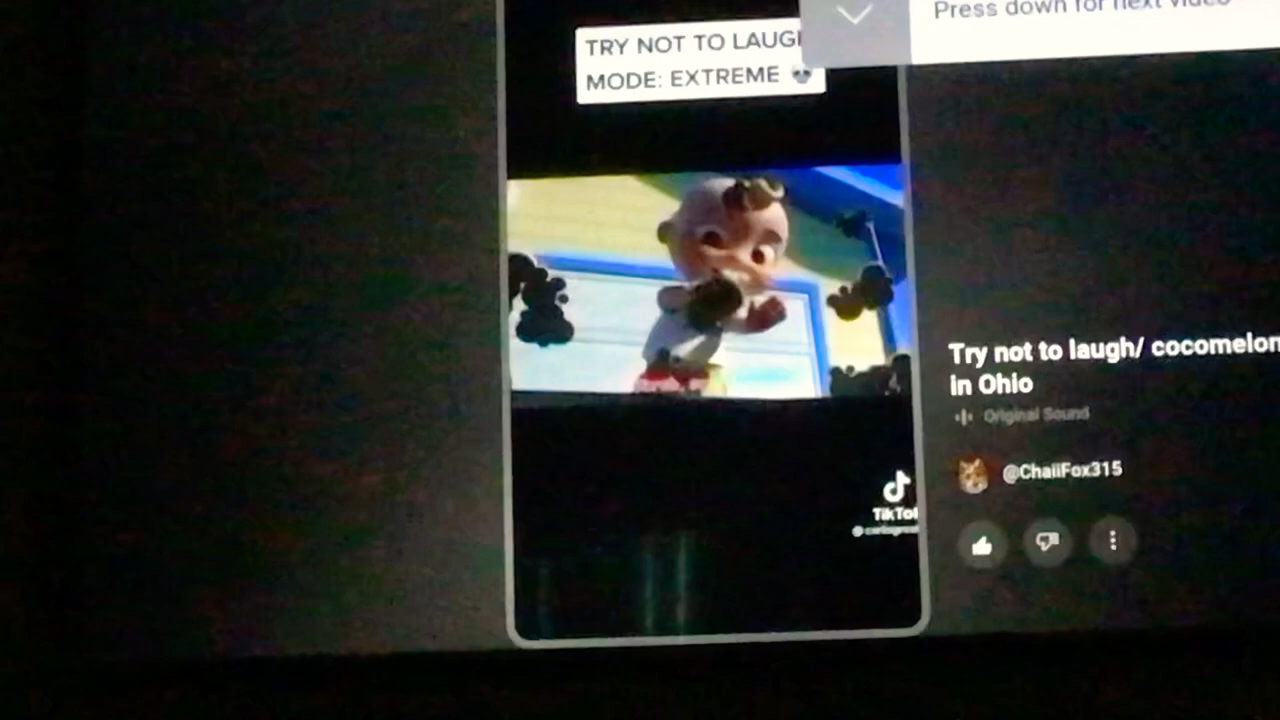 Press down for next video
TRY NOT TO LAUGH
MODE: EXTREME 💀
Try not to laugh/ cocomelon
in Ohio
Original Sound
@ChaiiFox315
TikTok